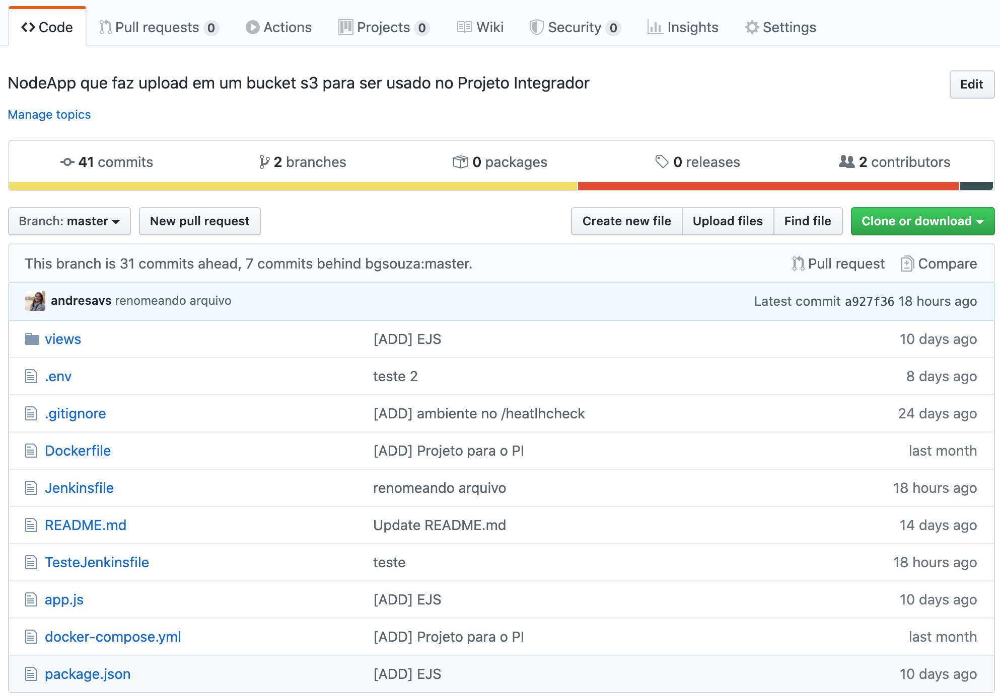 Code Pull requests 0 Actions Projects 0 Wiki Security 0 Insights Settings
NodeApp que faz upload em um bucket s3 para ser usado no Projeto Integrador Edit
Manage topics
41 commits 2 branches 0 packages 0 releases 2 contributors
Branch: master New pull request Create new file Upload files Find file Clone or download
This branch is 31 commits ahead, 7 commits behind bgsouza:master. Pull request Compare
andresavs renomeando arquivo Latest commit a927f36 18 hours ago
views [ADD] EJS 10 days ago
.env teste 2 8 days ago
.gitignore [ADD] ambiente no /heatlhcheck 24 days ago
Dockerfile [ADD] Projeto para o PI last month
Jenkinsfile renomeando arquivo 18 hours ago
README.md Update README.md 14 days ago
TesteJenkinsfile teste 18 hours ago
app.js [ADD] EJS 10 days ago
docker-compose.yml [ADD] Projeto para o PI last month
package.json [ADD] EJS 10 days ago